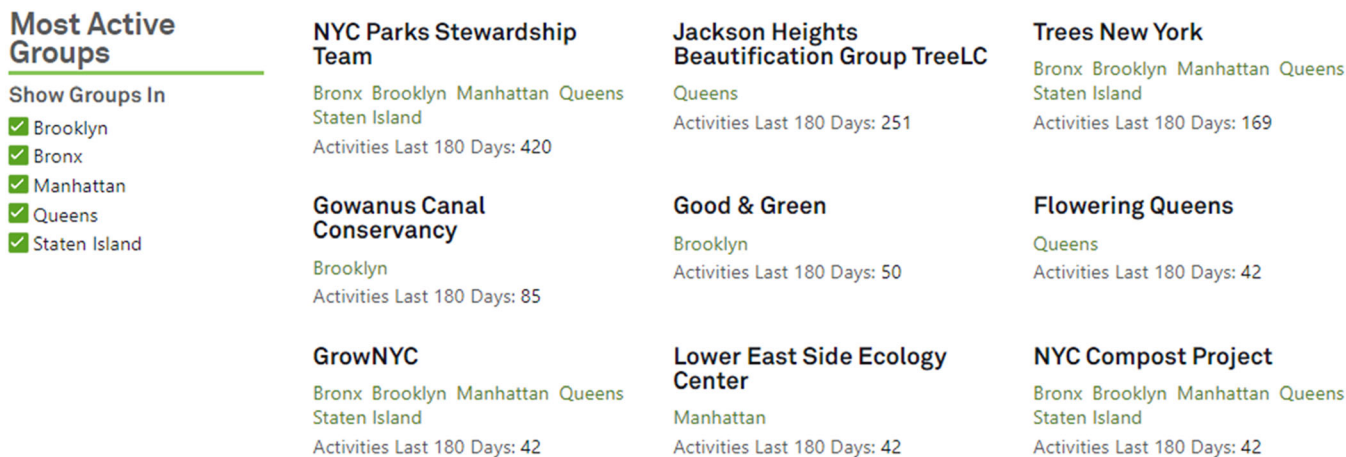 Most Active
Groups
Show Groups In
Brooklyn
Bronx
Manhattan
Queens
Staten Island
NYC Parks Stewardship
Team
Bronx Brooklyn Manhattan Queens
Staten Island
Activities Last 180 Days: 420
Jackson Heights
Beautification Group TreeLC
Queens
Activities Last 180 Days: 251
Trees New York
Bronx Brooklyn Manhattan Queens
Staten Island
Activities Last 180 Days: 169
Gowanus Canal
Conservancy
Brooklyn
Activities Last 180 Days: 85
Good & Green
Brooklyn
Activities Last 180 Days: 50
Flowering Queens
Queens
Activities Last 180 Days: 42
GrowNYC
Bronx Brooklyn Manhattan Queens
Staten Island
Activities Last 180 Days: 42
Lower East Side Ecology
Center
Manhattan
Activities Last 180 Days: 42
NYC Compost Project
Bronx Brooklyn Manhattan Queens
Staten Island
Activities Last 180 Days: 42